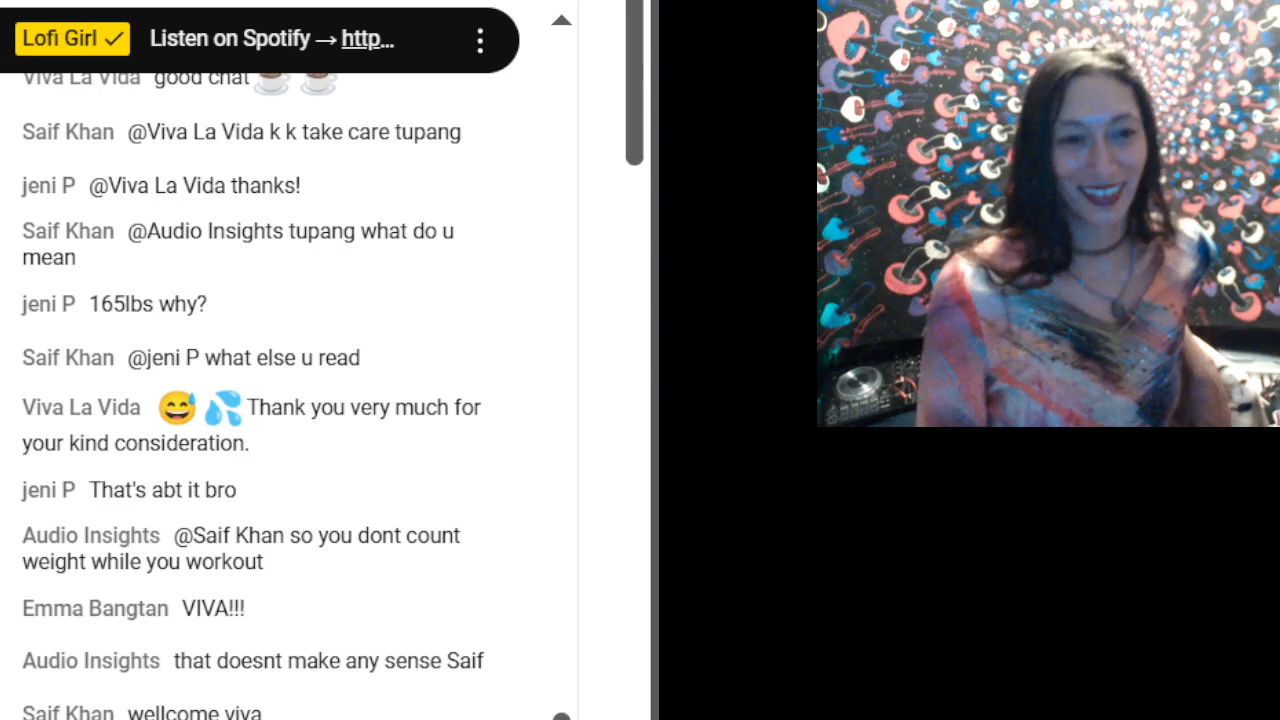 Lofi Girl Listen on Spotify → http...
Viva La Vida good chat
Saif Khan @Viva La Vida k k take care tupang
jeni P @Viva La Vida thanks!
Saif Khan @Audio Insights tupang what do u
mean
jeni P 165lbs why?
Saif Khan @jeni P what else u read
Viva La Vida 😅💦Thank you very much for
your kind consideration.
jeni P That's abt it bro
Audio Insights @Saif Khan so you dont count
weight while you workout
Emma Bangtan VIVA!!!
Audio Insights that doesnt make any sense Saif
Saif Khan wellcome viva